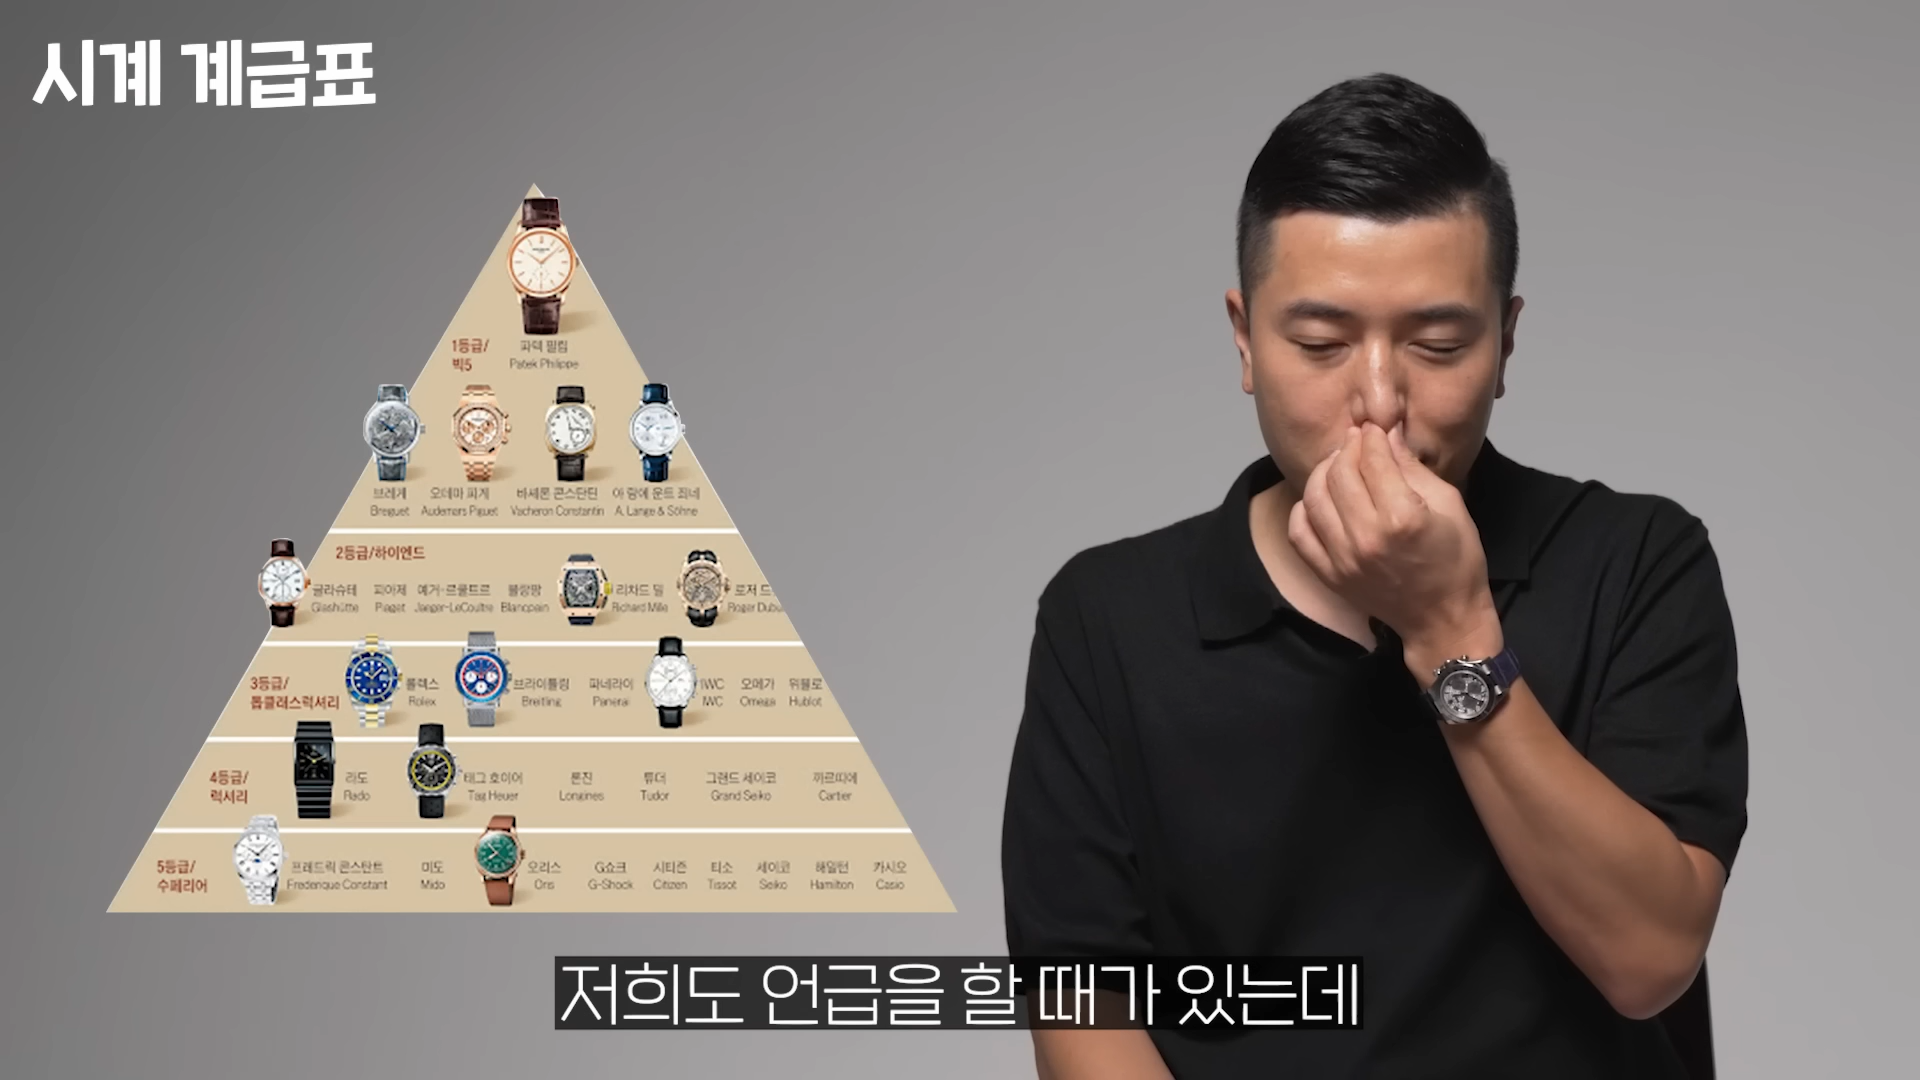 시계 계급표
1등급/
빅5
파텍 필립
Patek Philippe
브레게 오데마 피게 바쉐론 콘스탄틴 아 랑에 운트 죄네
Breguet Audemars Piguet Vacheron Constantin A. Lange & Söhne
2등급/하이엔드
글라슈테 피아제 예거-르쿨트르 블랑팡 리차드 밀 로저
Glashütte Piaget Jaeger-LeCoultre Blancpain Richard Mille Roger Dubu
3등급/
톱클래스럭셔리
롤렉스 브라이틀링 파네라이 IWC 오메가 위블로
Rolex Breitling Panerai IWC Omega Hublot
4등급/
럭셔리
라도 태그 호이어 론진 튜더 그랜드 세이코 까르띠에
Rado Tag Heuer Longines Tudor Grand Seiko Cartier
5등급/
수페리어
프레드릭 콘스탄트 미도 오리스 G쇼크 시티즌 티소 세이코 해밀턴 카시오
Frederique Constant Mido Oris G-Shock Citizen Tissot Seiko Hamilton Casio
저희도 언급을 할 때가 있는데